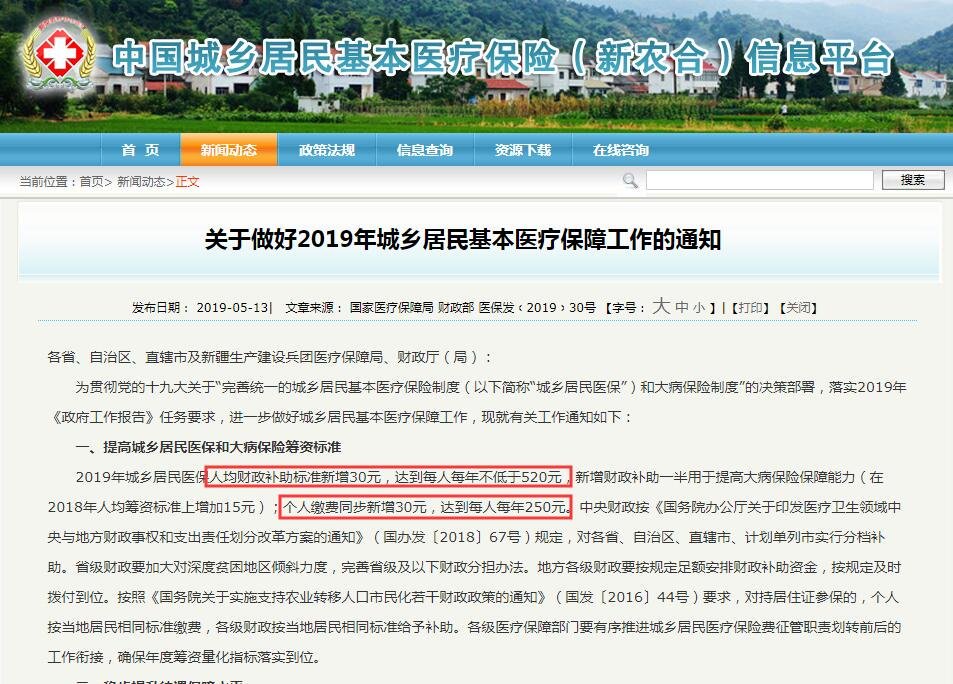 中国城乡居民基本医疗保险（新农合）信息平台
首 页 新闻动态 政策法规 信息查询 资源下载 在线咨询
当前位置：首页> 新闻动态>正文 搜索
关于做好2019年城乡居民基本医疗保障工作的通知
发布日期： 2019-05-13| 文章来源： 国家医疗保障局 财政部 医保发﹝2019﹞30号 【字号： 大 中 小 】|【打印】【关闭】
各省、自治区、直辖市及新疆生产建设兵团医疗保障局、财政厅（局）：
为贯彻党的十九大关于“完善统一的城乡居民基本医疗保险制度（以下简称“城乡居民医保”）和大病保险制度”的决策部署，落实2019年
《政府工作报告》任务要求，进一步做好城乡居民基本医疗保障工作，现就有关工作通知如下：
一、提高城乡居民医保和大病保险筹资标准
2019年城乡居民医保人均财政补助标准新增30元，达到每人每年不低于520元，新增财政补助一半用于提高大病保险保障能力（在
2018年人均筹资标准上增加15元）；个人缴费同步新增30元，达到每人每年250元。中央财政按《国务院办公厅关于印发医疗卫生领域中
央与地方财政事权和支出责任划分改革方案的通知》（国办发〔2018〕67号）规定，对各省、自治区、直辖市、计划单列市实行分档补
助。省级财政要加大对深度贫困地区倾斜力度，完善省级及以下财政分担办法。地方各级财政要按规定足额安排财政补助资金，按规定及时
拨付到位。按照《国务院关于实施支持农业转移人口市民化若干财政政策的通知》（国发〔2016〕44号）要求，对持居住证参保的，个人
按当地居民相同标准缴费，各级财政按当地居民相同标准给予补助。各级医疗保障部门要有序推进城乡居民医疗保险费征管职责划转前后的
工作衔接，确保年度筹资量化指标落实到位。